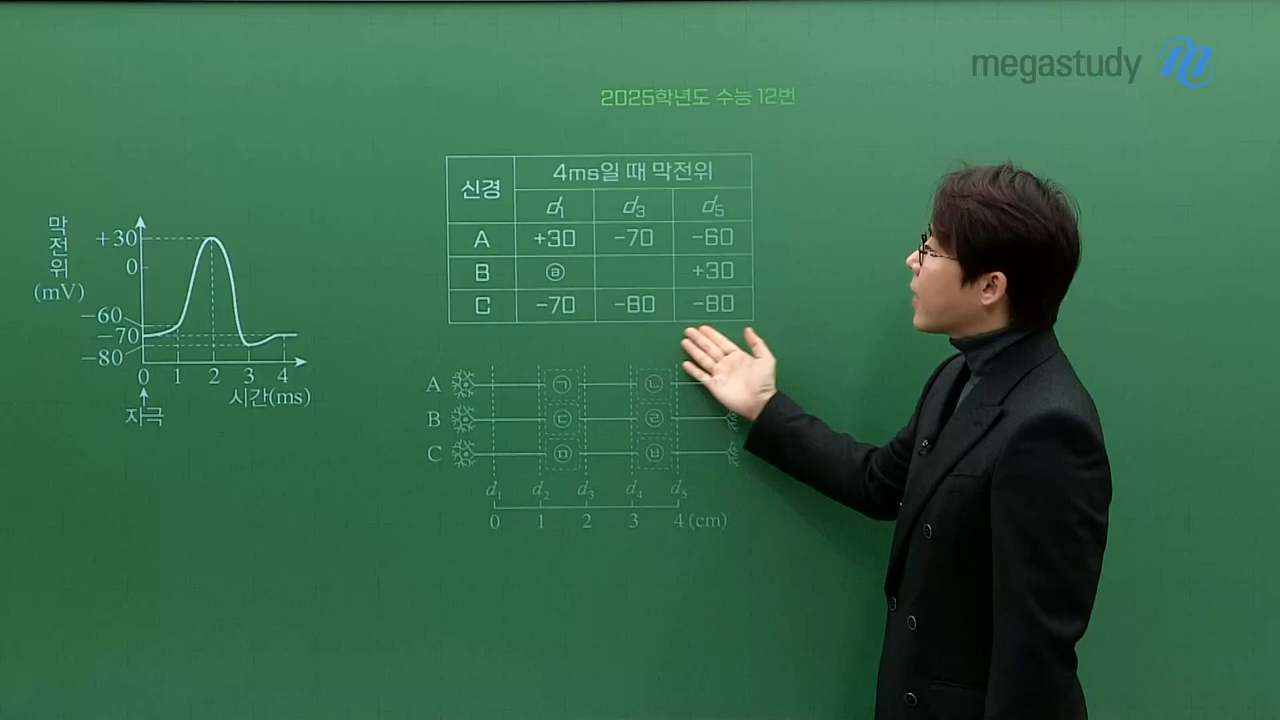 megastudy
2025학년도 수능 12번
신경 4ms일 때 막전위
d1 d3 d5
A +30 -70 -60
B ⓐ +30
C -70 -80 -80
막전위
(mV)
+30
0
-60
-70
-80
0 1 2 3 4
시간(ms)
자극
A ㉠ ㉡
B ㉢ ㉣
C ㉤ ㉥
d1 d2 d3 d4 d5
0 1 2 3 4 (cm)